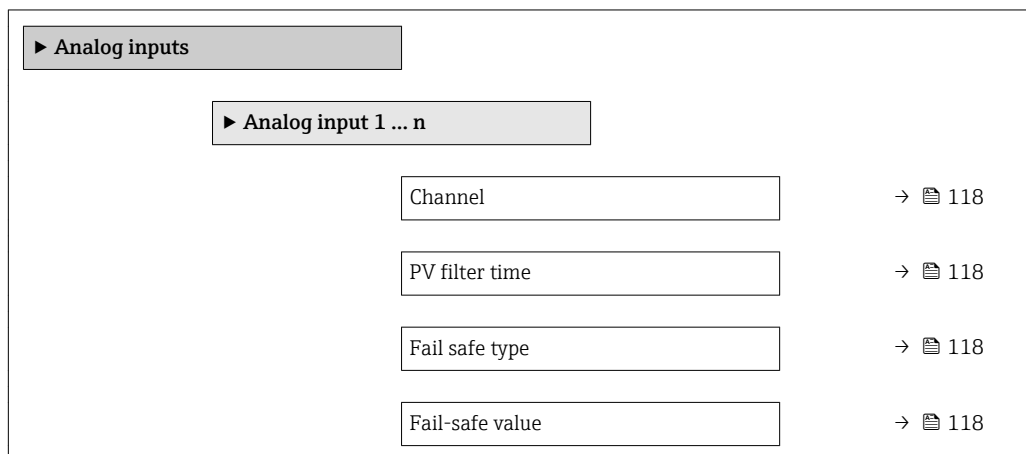 ▶ Analog inputs
▶ Analog input 1 … n
Channel → 118
PV filter time → 118
Fail safe type → 118
Fail-safe value → 118